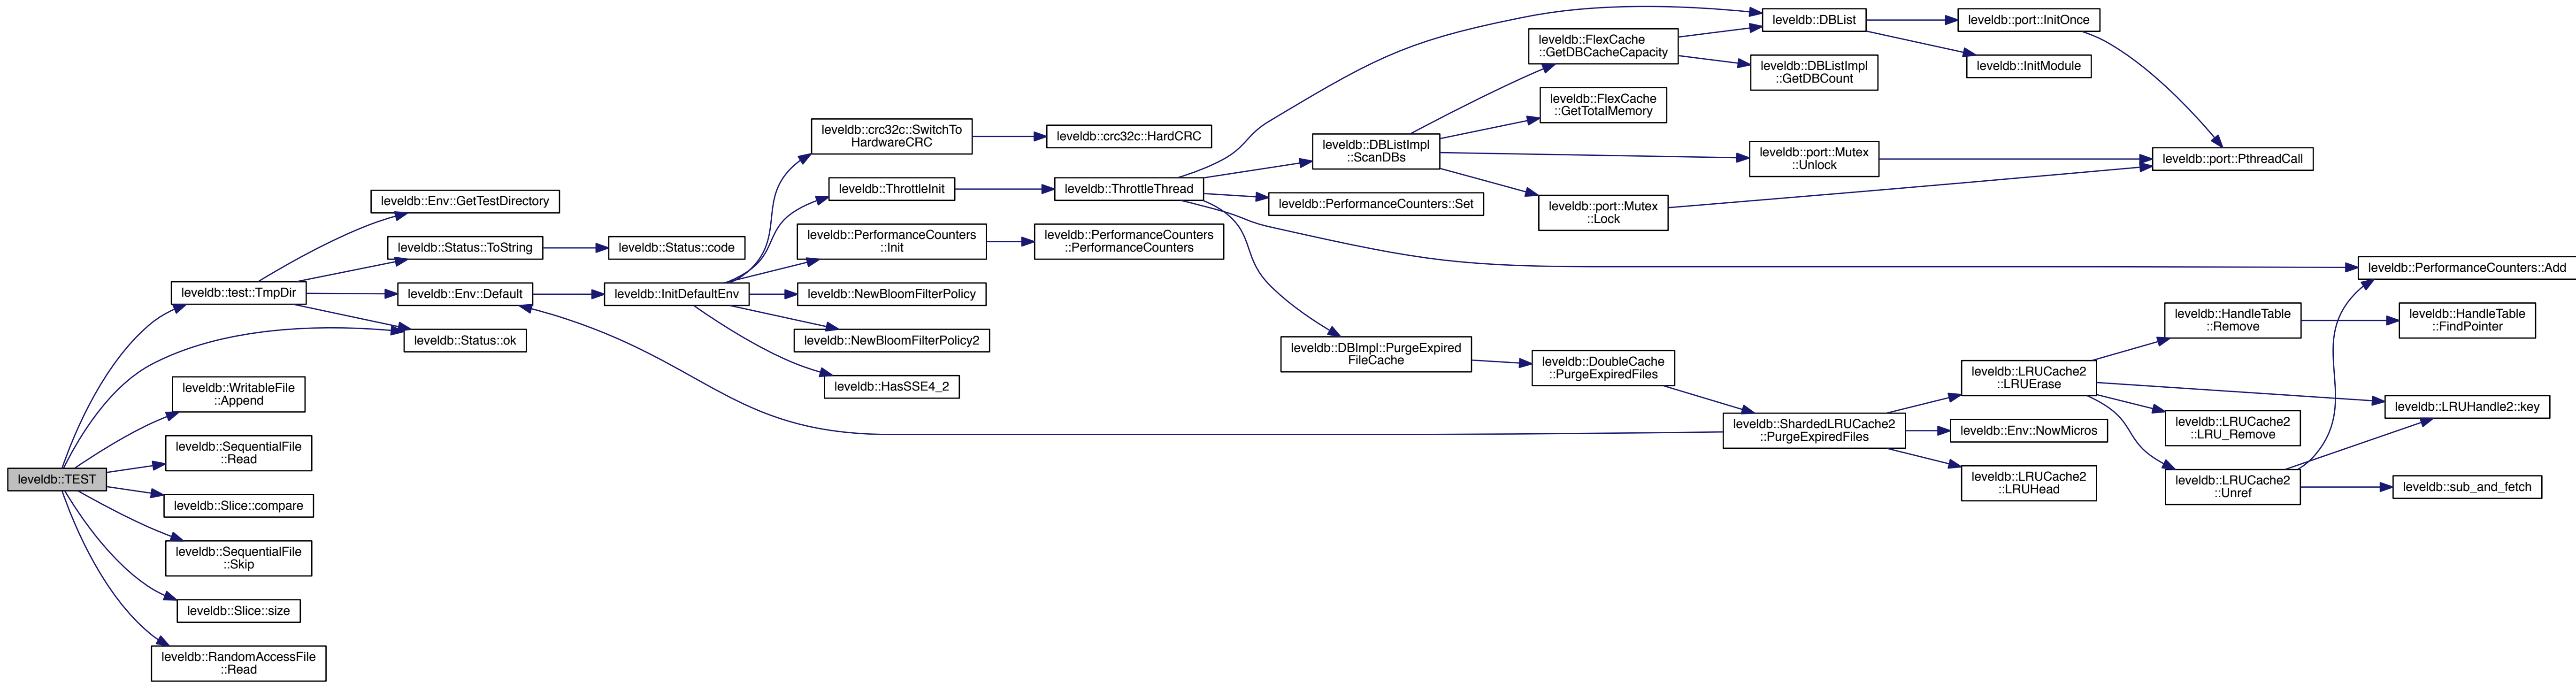 leveldb::TEST
leveldb::test::TmpDir
leveldb::WritableFile
::Append
leveldb::SequentialFile
::Read
leveldb::Slice::compare
leveldb::SequentialFile
::Skip
leveldb::Slice::size
leveldb::RandomAccessFile
::Read
leveldb::Env::GetTestDirectory
leveldb::Status::ToString
leveldb::Env::Default
leveldb::Status::ok
leveldb::Status::code
leveldb::InitDefaultEnv
leveldb::crc32c::SwitchTo
HardwareCRC
leveldb::ThrottleInit
leveldb::PerformanceCounters
::Init
leveldb::NewBloomFilterPolicy
leveldb::NewBloomFilterPolicy2
leveldb::HasSSE4_2
leveldb::crc32c::HardCRC
leveldb::ThrottleThread
leveldb::PerformanceCounters
::PerformanceCounters
leveldb::DBListImpl
::ScanDBs
leveldb::PerformanceCounters::Set
leveldb::DBImpl::PurgeExpired
FileCache
leveldb::FlexCache
::GetDBCacheCapacity
leveldb::FlexCache
::GetTotalMemory
leveldb::port::Mutex
::Lock
leveldb::DoubleCache
::PurgeExpiredFiles
leveldb::DBList
leveldb::DBListImpl
::GetDBCount
leveldb::port::Mutex
::Unlock
leveldb::ShardedLRUCache2
::PurgeExpiredFiles
leveldb::port::InitOnce
leveldb::InitModule
leveldb::LRUCache2
::LRUErase
leveldb::Env::NowMicros
leveldb::LRUCache2
::LRUHead
leveldb::port::PthreadCall
leveldb::HandleTable
::Remove
leveldb::LRUCache2
::LRU_Remove
leveldb::LRUCache2
::Unref
leveldb::PerformanceCounters::Add
leveldb::HandleTable
::FindPointer
leveldb::LRUHandle2::key
leveldb::sub_and_fetch